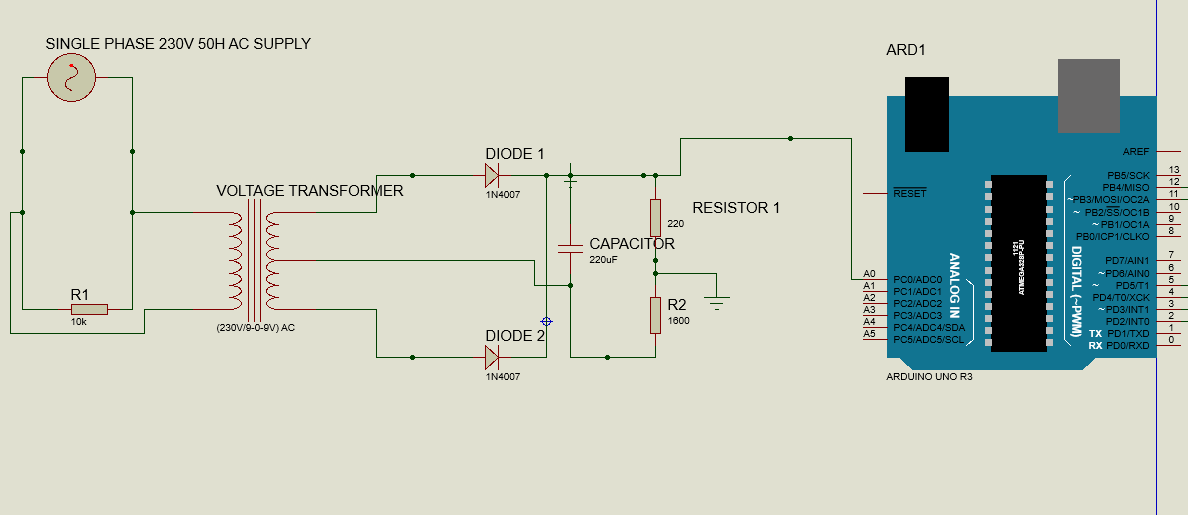 SINGLE PHASE 230V 50H AC SUPPLY
R1
10k
VOLTAGE TRANSFORMER
(230V/9-0-9V) AC
DIODE 1
1N4007
DIODE 2
1N4007
CAPACITOR
220uF
RESISTOR 1
220
R2
1600
ARD1
RESET
A0
A1
A2
A3
A4
A5
PC0/ADC0
PC1/ADC1
PC2/ADC2
PC3/ADC3
PC4/ADC4/SDA
PC5/ADC5/SCL
ANALOG IN
1121
ATMEGA328P-PU
DIGITAL (~PWM)
AREF
PB5/SCK 13
PB4/MISO 12
~PB3/MOSI/OC2A 11
~ PB2/SS/OC1B 10
~ PB1/OC1A 9
PB0/ICP1/CLKO 8
PD7/AIN1 7
~PD6/AIN0 6
~ PD5/T1 5
PD4/T0/XCK 4
~PD3/INT1 3
PD2/INT0 2
TX PD1/TXD 1
RX PD0/RXD 0
ARDUINO UNO R3